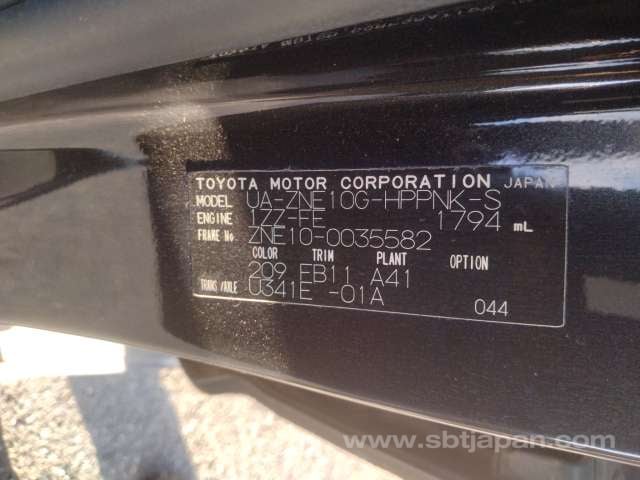 TOYOTA MOTOR CORPORATION JAPAN
MODEL UA-ZNE10G-HPPNK-S
ENGINE 1ZZ-FE 1794 mL
FRAME No ZNE10-0035582
COLOR TRIM PLANT OPTION
209 FB11 A41
TRANS/AXLE U341E -01A
044
www.sbtjapan.com